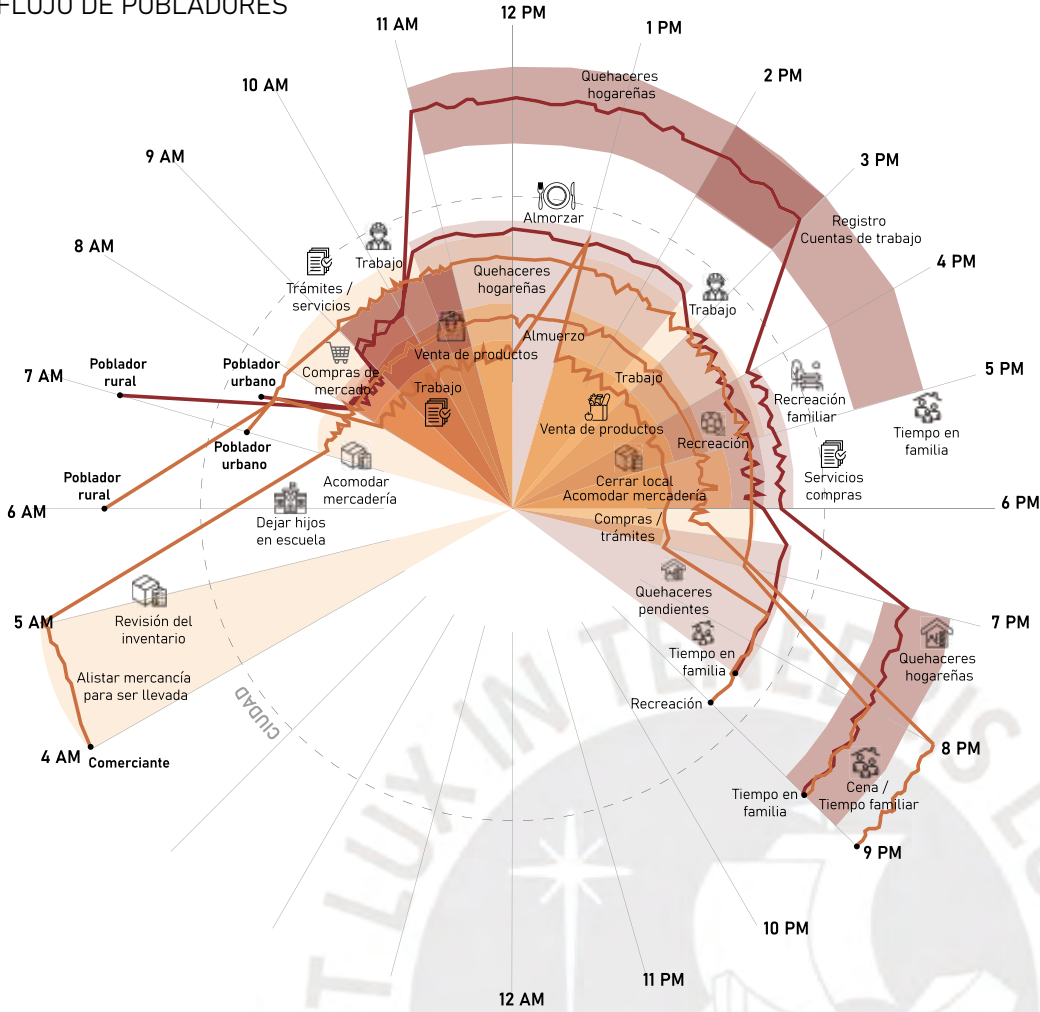 FLUJO DE POBLADORES
12 PM
11 AM
1 PM
10 AM
2 PM
9 AM
3 PM
8 AM
4 PM
7 AM
5 PM
6 AM
6 PM
5 AM
7 PM
4 AM
8 PM
9 PM
10 PM
11 PM
12 AM
Quehaceres
hogareñas
Almorzar
Registro
Cuentas de trabajo
Trabajo
Trámites /
servicios
Quehaceres
hogareñas
Trabajo
Compras de
mercado
Venta de productos
Almuerzo
Trabajo
Trabajo
Venta de productos
Recreación
Recreación
familiar
Tiempo en
familia
Servicios
compras
Poblador
rural
Poblador
urbano
Poblador
urbano
Poblador
rural
Acomodar
mercadería
Dejar hijos
en escuela
Cerrar local
Acomodar mercadería
Compras /
trámites
Quehaceres
pendientes
Tiempo en
familia
Recreación
Quehaceres
hogareñas
Revisión del
inventario
Alistar mercancía
para ser llevada
Comerciante
CIUDAD
Tiempo en
familia
Cena /
Tiempo familiar
T LUX IN TENEBRIS